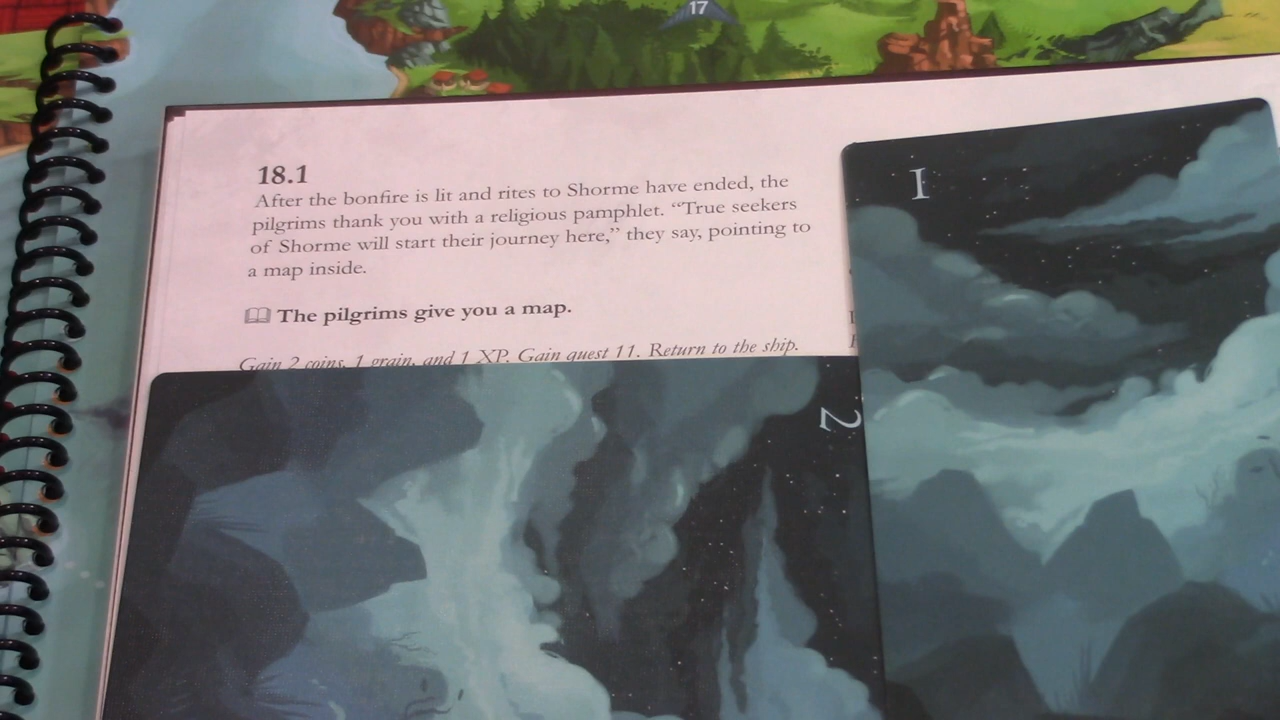 17
18.1
After the bonfire is lit and rites to Shorme have ended, the
pilgrims thank you with a religious pamphlet. “True seekers
of Shorme will start their journey here,” they say, pointing to
a map inside.
The pilgrims give you a map.
Gain 2 coins, 1 grain, and 1 XP. Gain quest 11. Return to the ship.
1
2